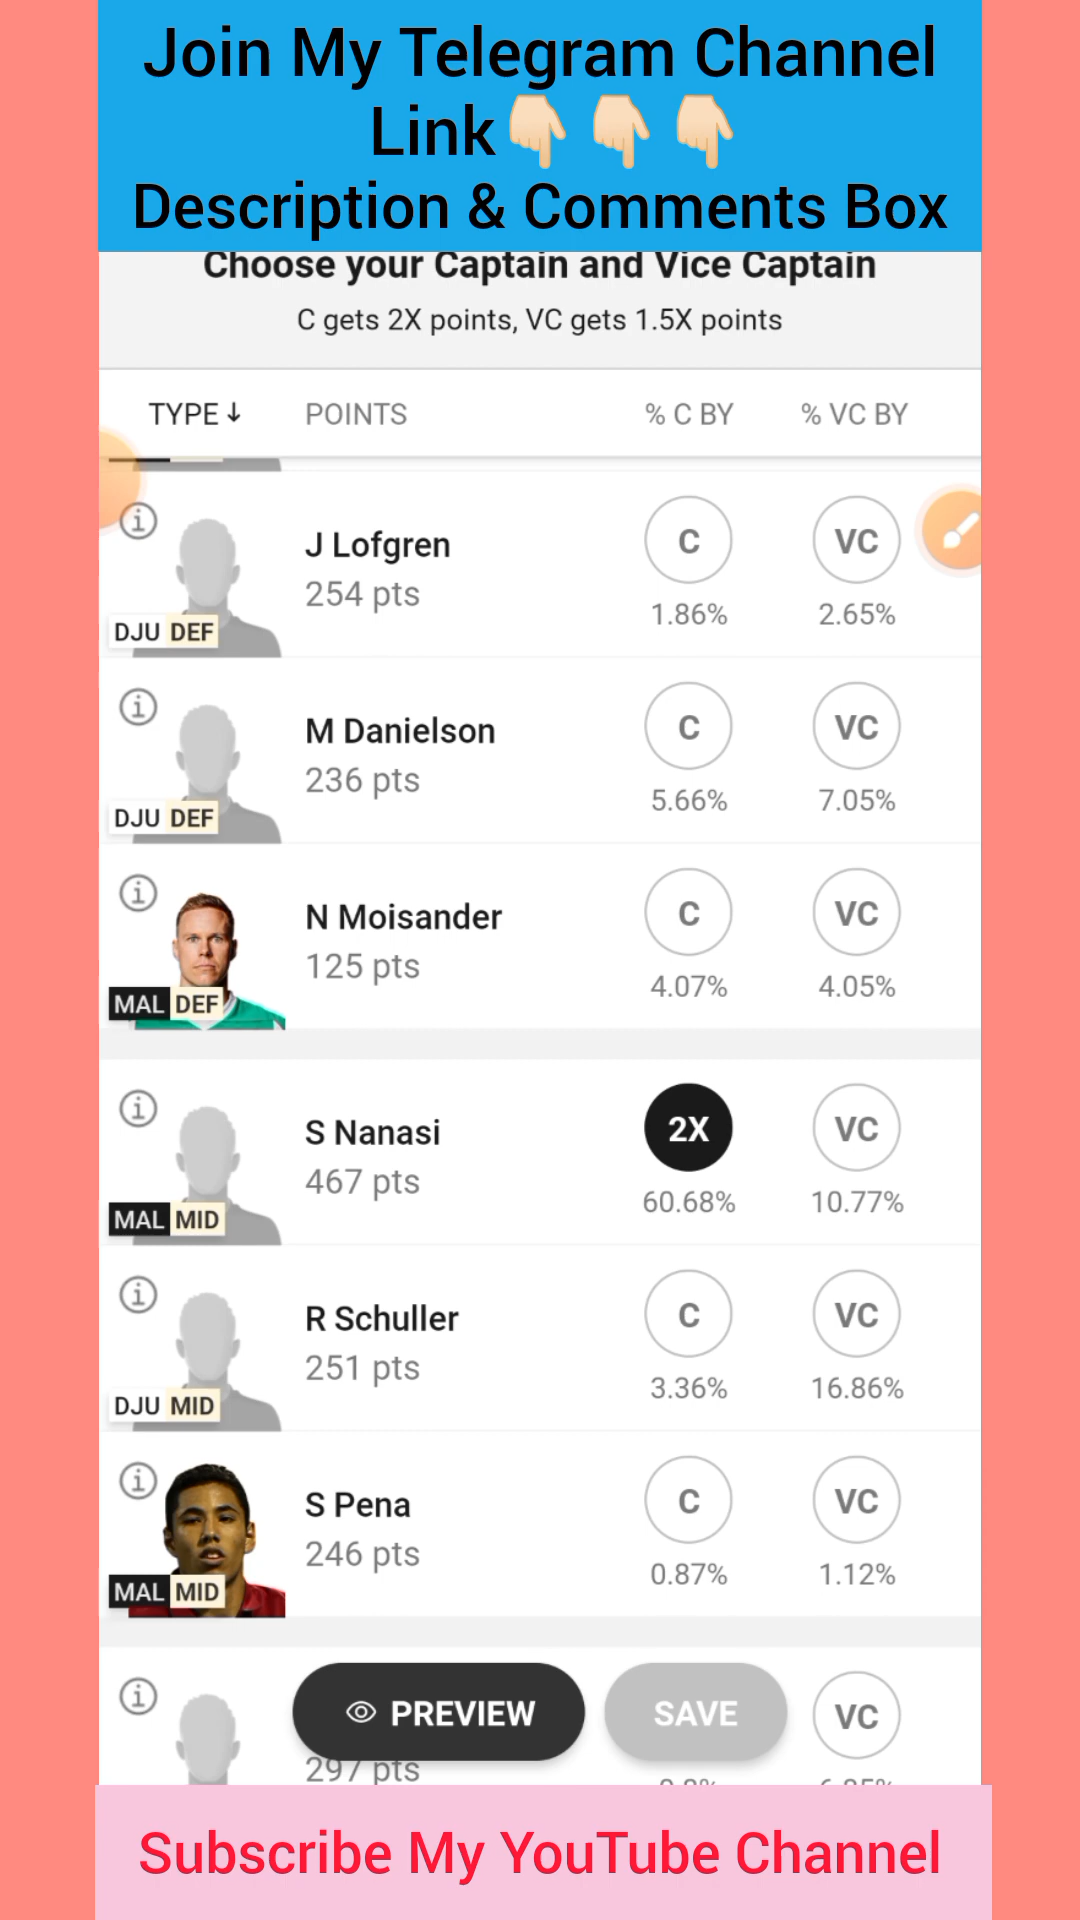 Join My Telegram Channel
Link👇🏻👇🏻👇🏻
Description & Comments Box
Choose your Captain and Vice Captain
C gets 2X points, VC gets 1.5X points
TYPE↓ POINTS % C BY % VC BY
J Lofgren C VC
254 pts
DJU DEF 1.86% 2.65%
M Danielson C VC
236 pts
DJU DEF 5.66% 7.05%
N Moisander C VC
125 pts
MAL DEF 4.07% 4.05%
S Nanasi 2X VC
467 pts
MAL MID 60.68% 10.77%
R Schuller C VC
251 pts
DJU MID 3.36% 16.86%
S Pena C VC
246 pts
MAL MID 0.87% 1.12%
PREVIEW SAVE VC
297 pts
Subscribe My YouTube Channel